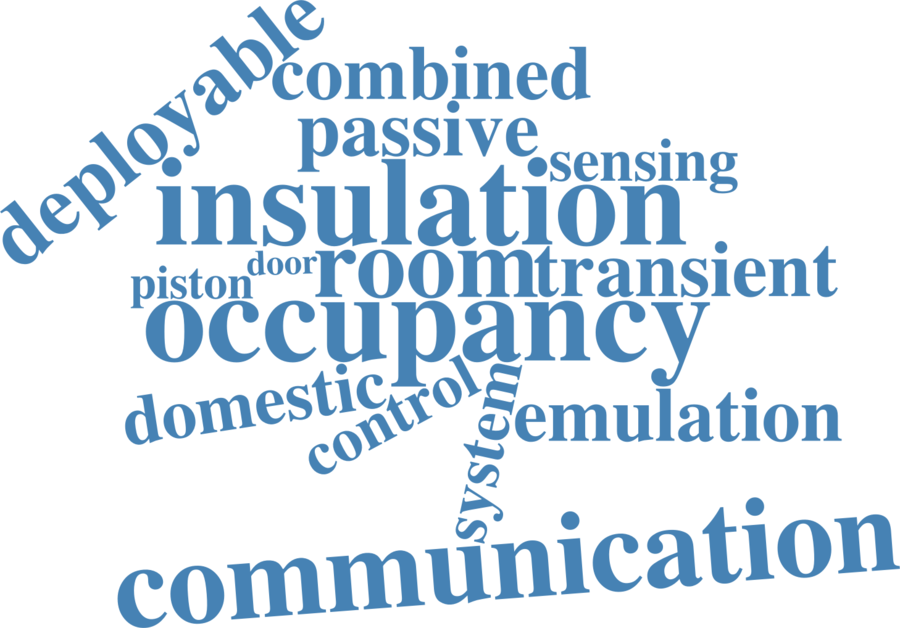 deployable
combined
passive
sensing
insulation
door
room
transient
piston
occupancy
domestic
control
system
emulation
communication